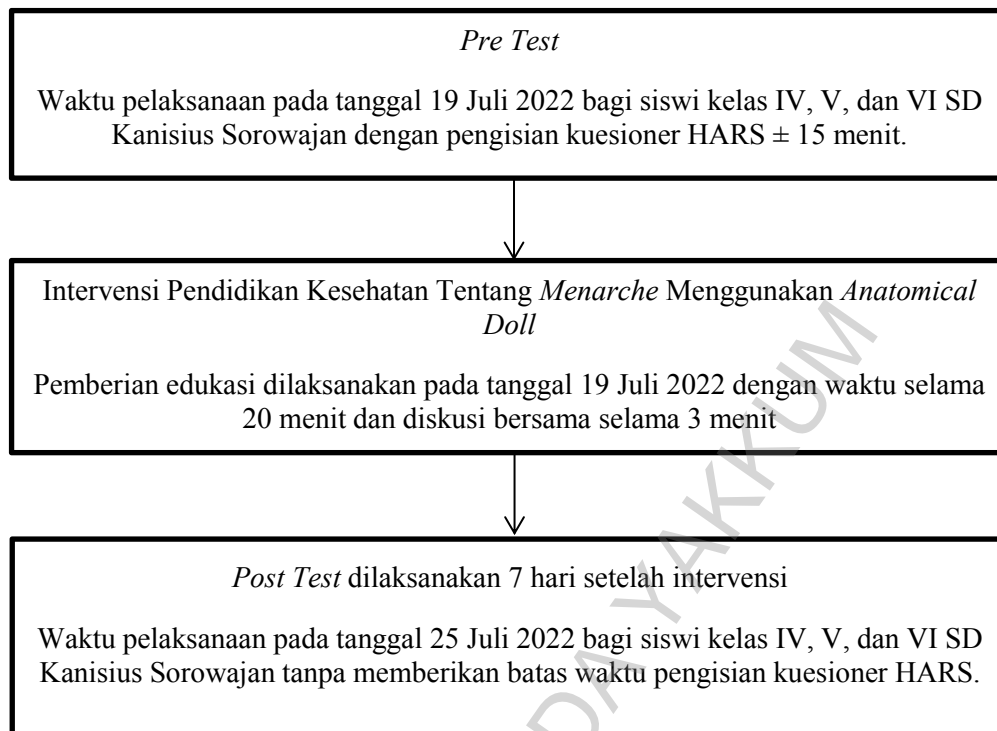 Pre Test
Waktu pelaksanaan pada tanggal 19 Juli 2022 bagi siswi kelas IV, V, dan VI SD
Kanisius Sorowajan dengan pengisian kuesioner HARS ± 15 menit.
Intervensi Pendidikan Kesehatan Tentang Menarche Menggunakan Anatomical
Doll
Pemberian edukasi dilaksanakan pada tanggal 19 Juli 2022 dengan waktu selama
20 menit dan diskusi bersama selama 3 menit
Post Test dilaksanakan 7 hari setelah intervensi
Waktu pelaksanaan pada tanggal 25 Juli 2022 bagi siswi kelas IV, V, dan VI SD
Kanisius Sorowajan tanpa memberikan batas waktu pengisian kuesioner HARS.
DA YAKKUM